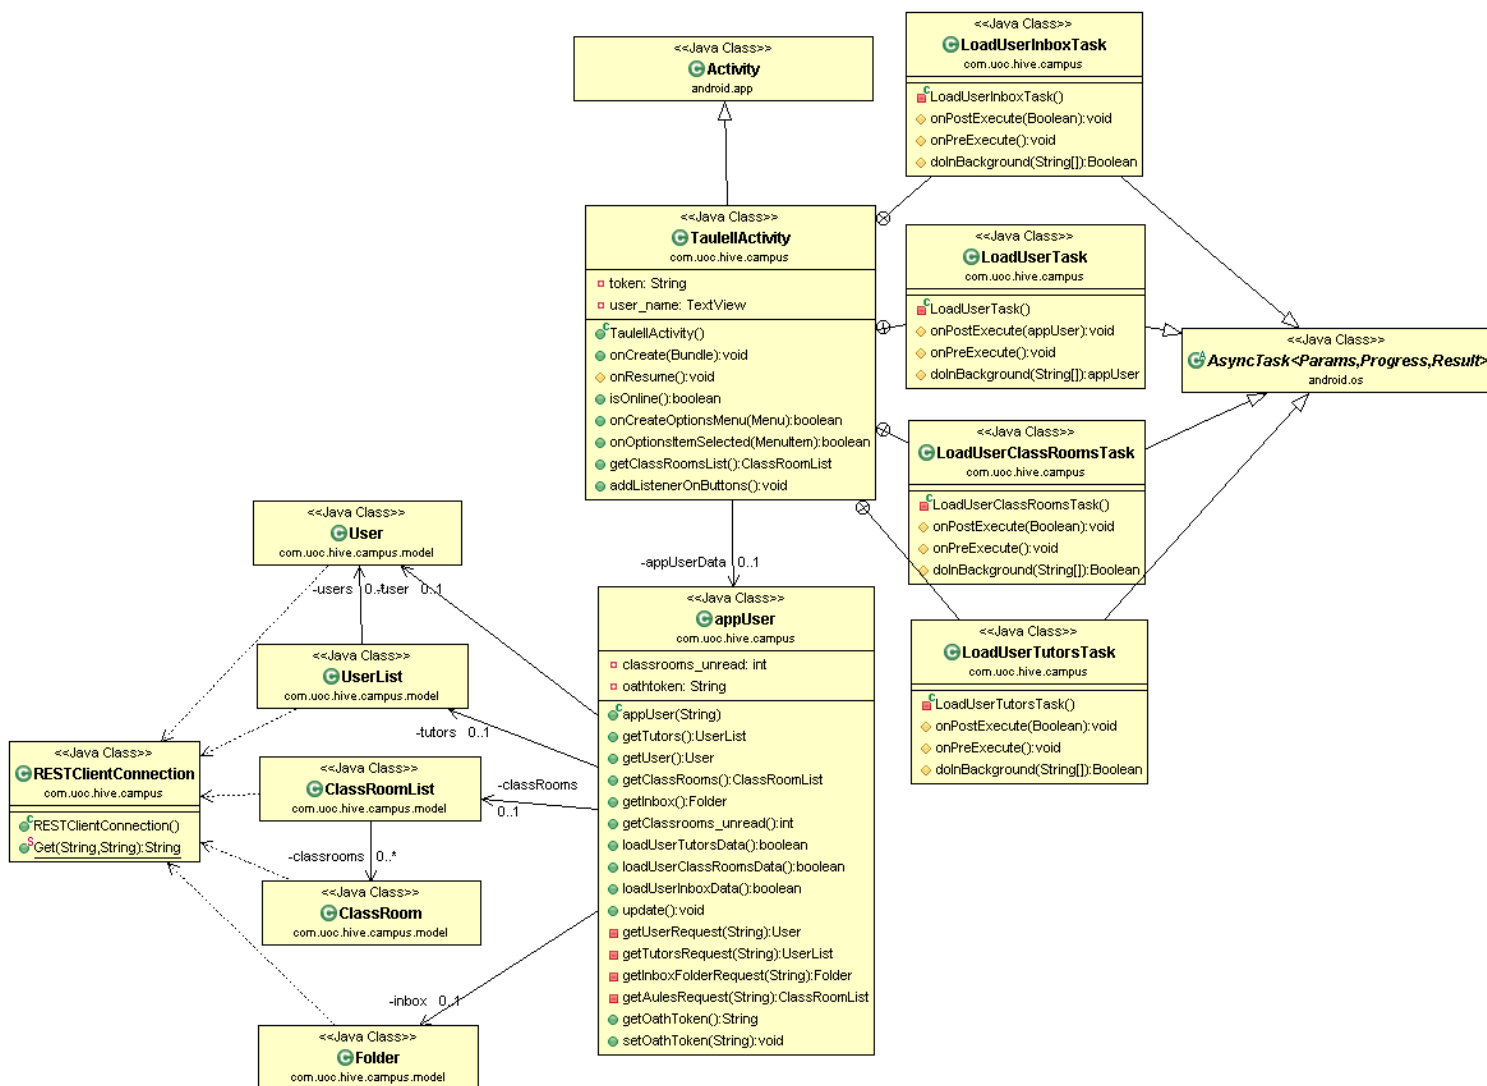 <<Java Class>>
Activity
android.app
<<Java Class>>
LoadUserInboxTask
com.uoc.hive.campus
LoadUserInboxTask()
onPostExecute(Boolean):void
onPreExecute():void
doInBackground(String[]):Boolean
<<Java Class>>
TaulellActivity
com.uoc.hive.campus
token: String
user_name: TextView
TaulellActivity()
onCreate(Bundle):void
onResume():void
isOnline():boolean
onCreateOptionsMenu(Menu):boolean
onOptionsItemSelected(MenuItem):boolean
getClassRoomsList():ClassRoomList
addListenerOnButtons():void
<<Java Class>>
LoadUserTask
com.uoc.hive.campus
LoadUserTask()
onPostExecute(appUser):void
onPreExecute():void
doInBackground(String[]):appUser
<<Java Class>>
AsyncTask<Params,Progress,Result>
android.os
<<Java Class>>
LoadUserClassRoomsTask
com.uoc.hive.campus
LoadUserClassRoomsTask()
onPostExecute(Boolean):void
onPreExecute():void
doInBackground(String[]):Boolean
<<Java Class>>
LoadUserTutorsTask
com.uoc.hive.campus
LoadUserTutorsTask()
onPostExecute(Boolean):void
onPreExecute():void
doInBackground(String[]):Boolean
-appUserData 0..1
<<Java Class>>
User
com.uoc.hive.campus.model
-users 0..*
-user 0..1
<<Java Class>>
UserList
com.uoc.hive.campus.model
-tutors 0..1
<<Java Class>>
appUser
com.uoc.hive.campus
classrooms_unread: int
oathtoken: String
appUser(String)
getTutors():UserList
getUser():User
getClassRooms():ClassRoomList
getInbox():Folder
getClassrooms_unread():int
loadUserTutorsData():boolean
loadUserClassRoomsData():boolean
loadUserInboxData():boolean
update():void
getUserRequest(String):User
getTutorsRequest(String):UserList
getInboxFolderRequest(String):Folder
getAulesRequest(String):ClassRoomList
getOathToken():String
setOathToken(String):void
<<Java Class>>
RESTClientConnection
com.uoc.hive.campus
RESTClientConnection()
Get(String,String):String
<<Java Class>>
ClassRoomList
com.uoc.hive.campus.model
-classRooms
0..1
-classrooms 0..*
<<Java Class>>
ClassRoom
com.uoc.hive.campus.model
-inbox 0..1
<<Java Class>>
Folder
com.uoc.hive.campus.model